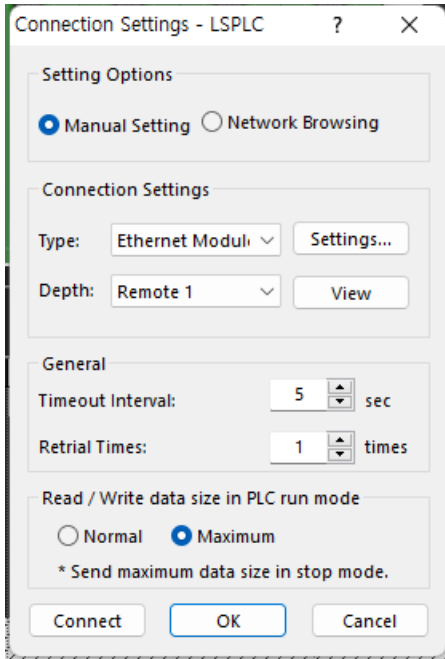 Connection Settings - LSPLC ? ×
Setting Options
Manual Setting Network Browsing
Connection Settings
Type: Ethernet Modul Settings...
Depth: Remote 1 View
General
Timeout Interval: 5 sec
Retrial Times: 1 times
Read / Write data size in PLC run mode
Normal Maximum
* Send maximum data size in stop mode.
Connect OK Cancel